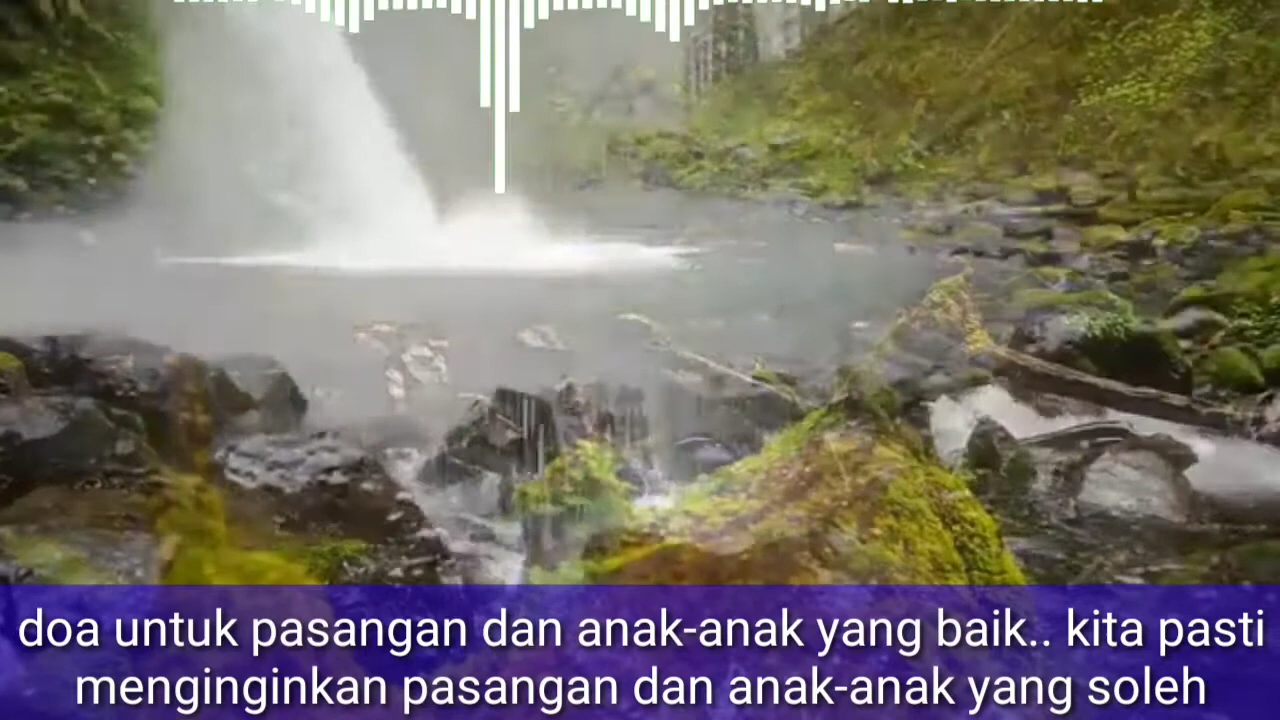 doa untuk pasangan dan anak-anak yang baik.. kita pasti
menginginkan pasangan dan anak-anak yang soleh